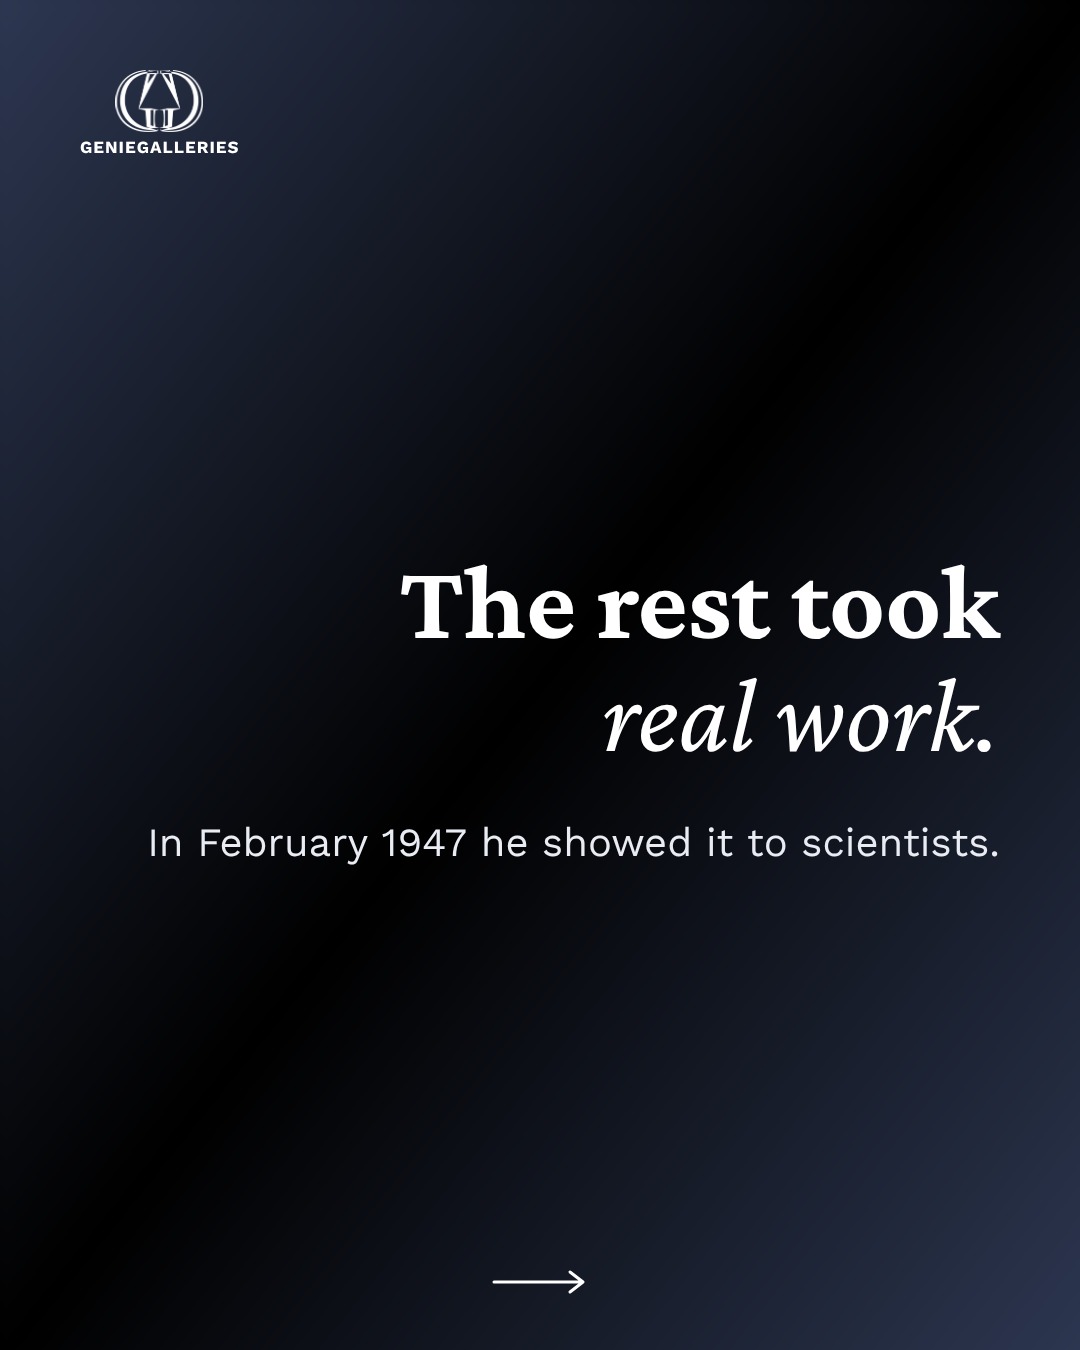 GENIEGALLERIES
The rest took
real work.
In February 1947 he showed it to scientists.